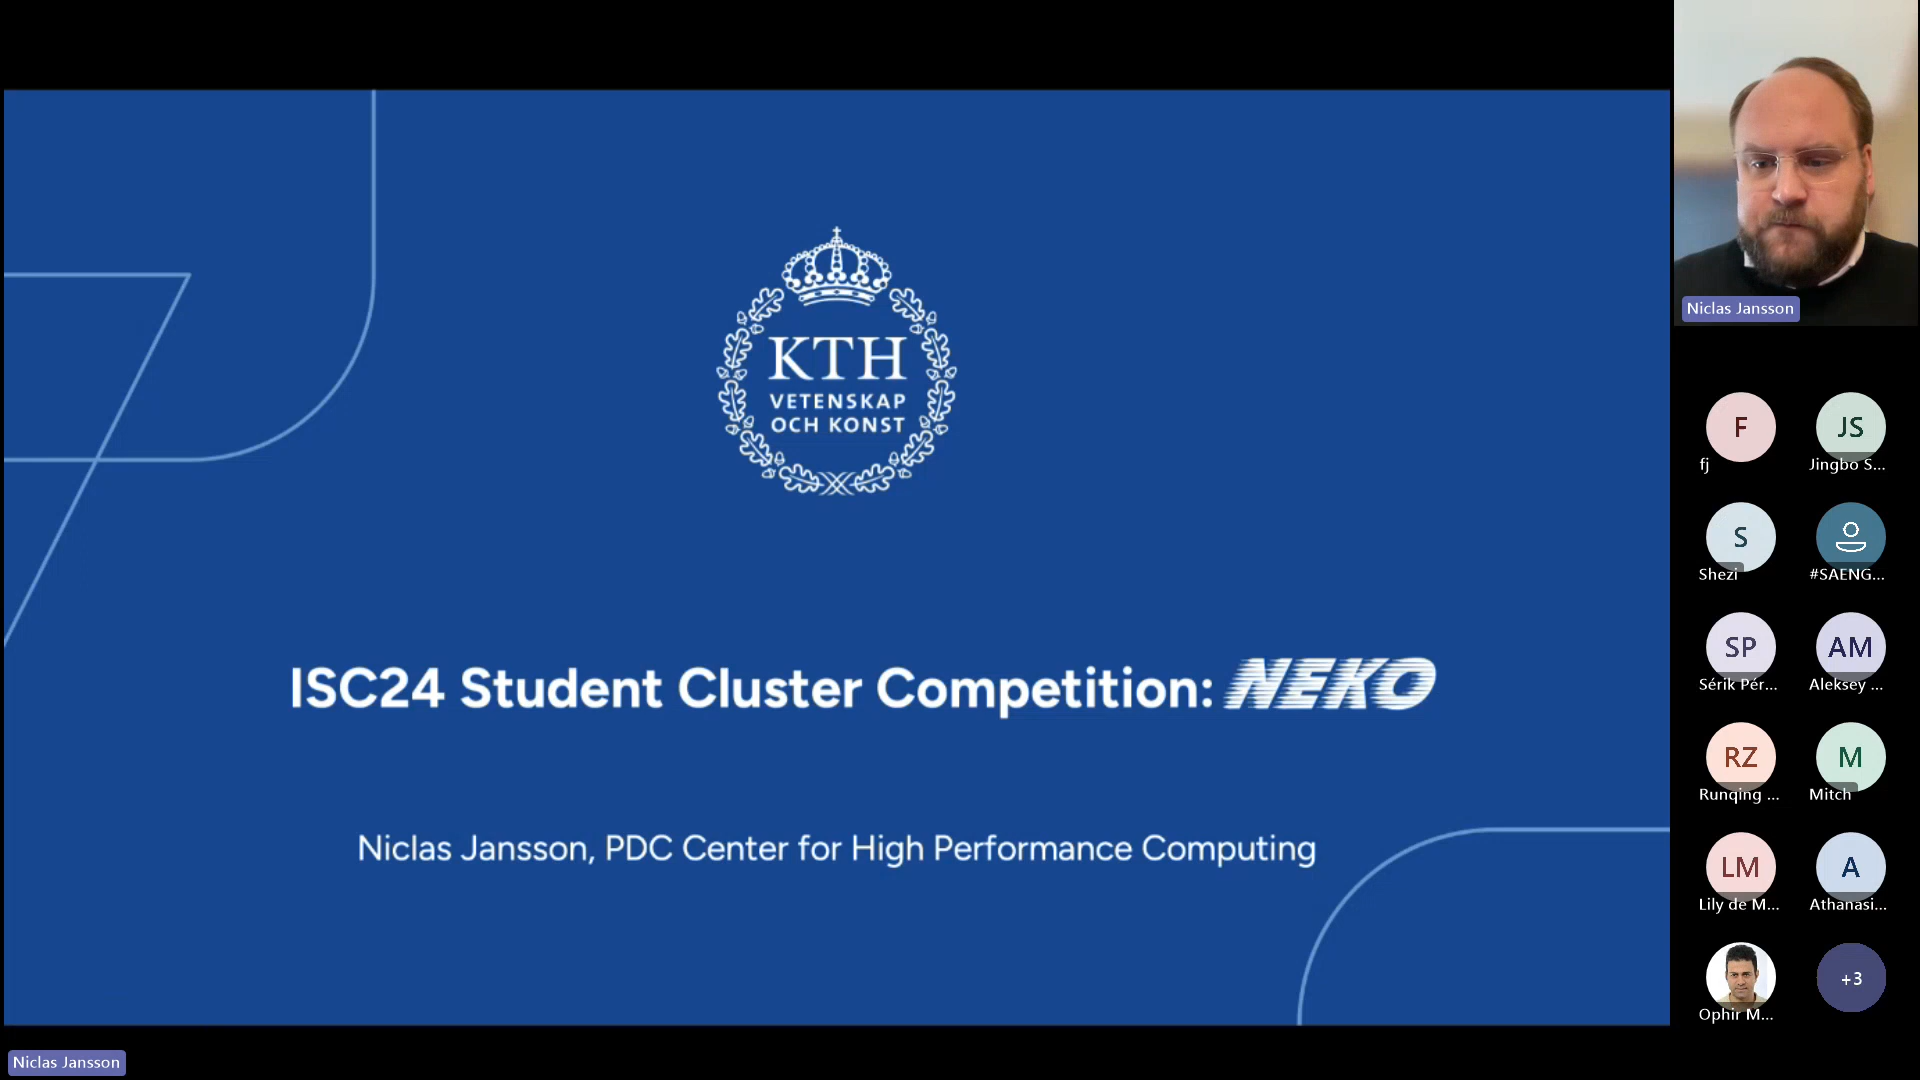 KTH
VETENSKAP
OCH KONST
ISC24 Student Cluster Competition: NEKO
Niclas Jansson, PDC Center for High Performance Computing
Niclas Jansson
Niclas Jansson
F
fj
JS
Jingbo S...
S
Shezi
#SAENG...
SP
Sérik Pér...
AM
Aleksey ...
RZ
Runqing ...
M
Mitch
LM
Lily de M...
A
Athanasi...
Ophir M...
+3